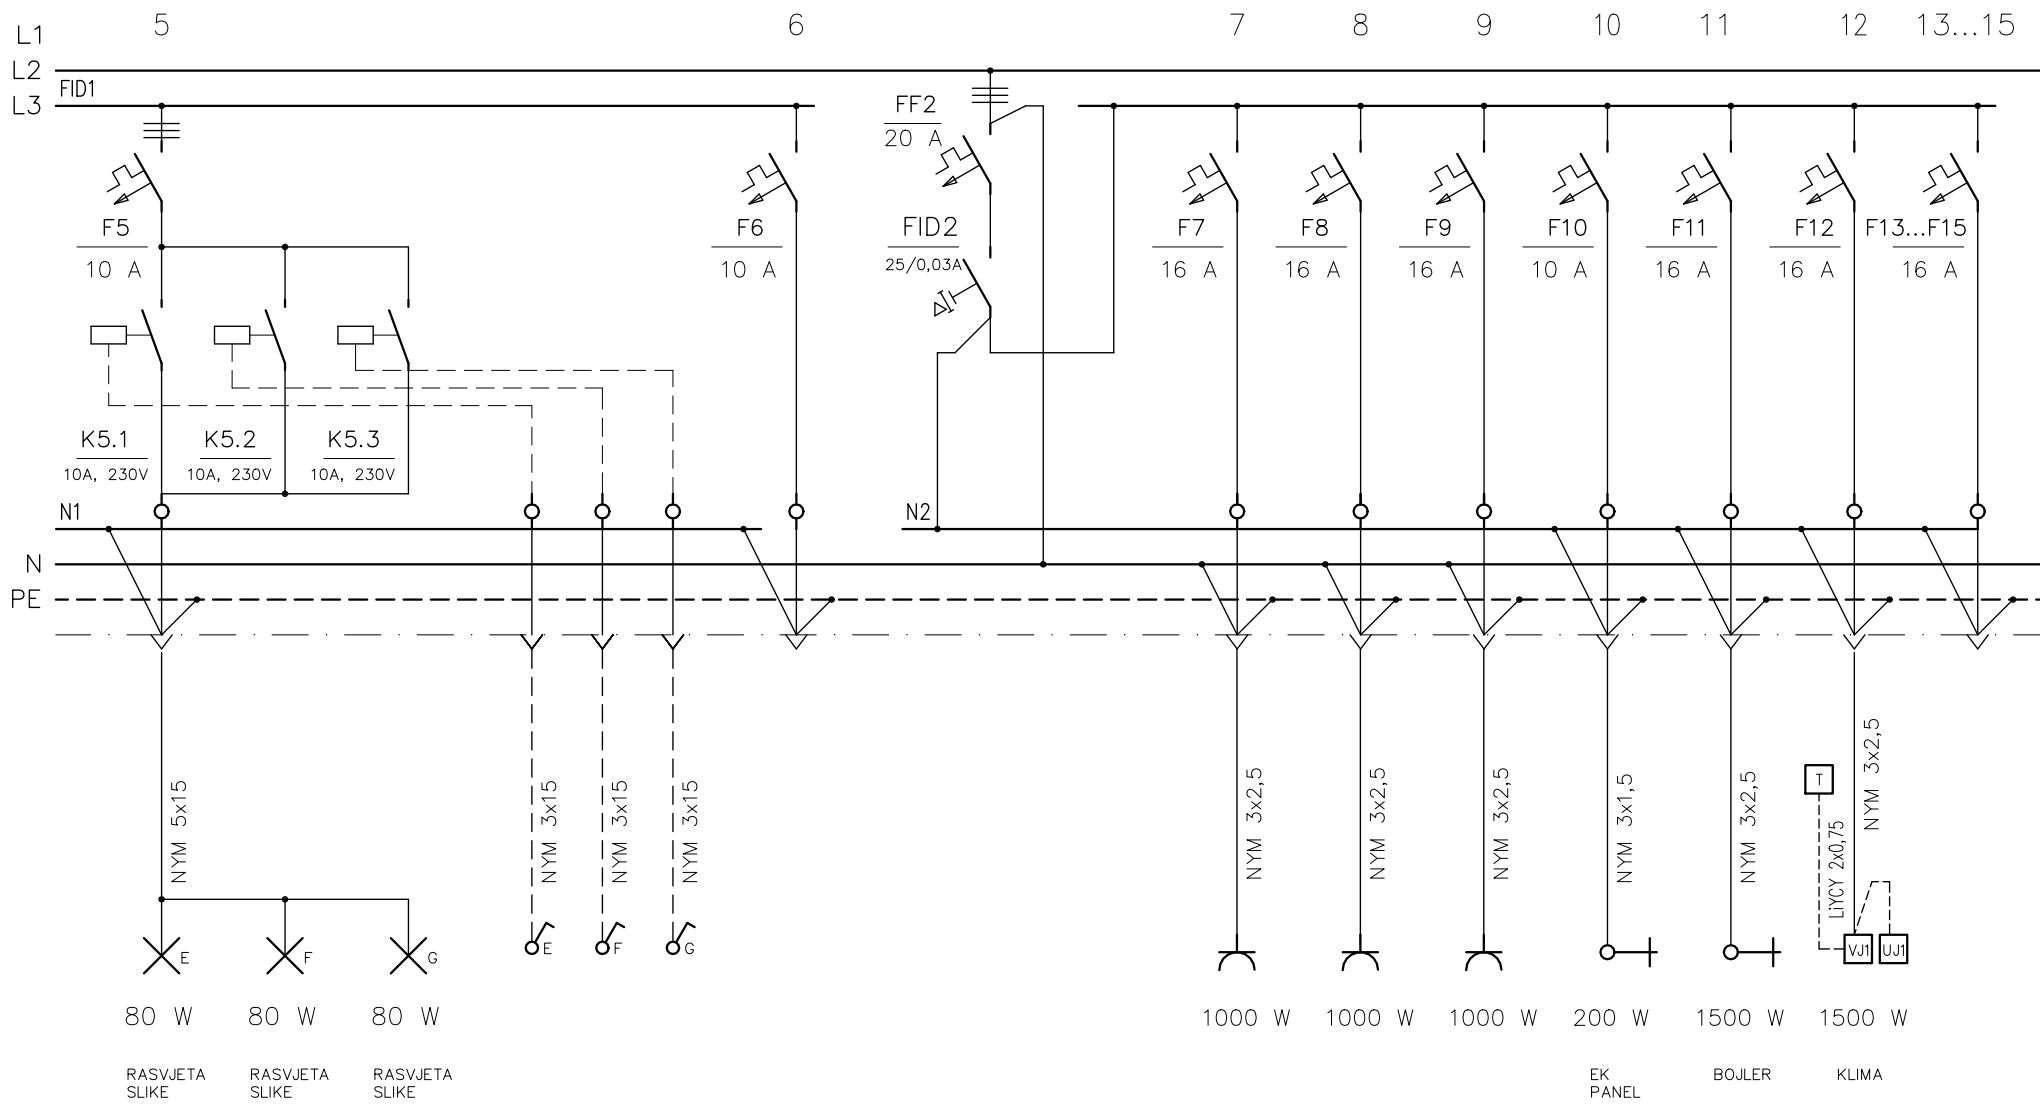 5 6 7 8 9 10 11 12 13...15
L1
L2
FID1
L3
FF2
20 A
F5
10 A
F6
10 A
FID2
25/0,03A
F7
16 A
F8
16 A
F9
16 A
F10
10 A
F11
16 A
F12
16 A
F13...F15
16 A
K5.1
10A, 230V
K5.2
10A, 230V
K5.3
10A, 230V
N1
N2
N
PE
NYM 5x15
NYM 3x15
NYM 3x15
NYM 3x15
NYM 3x2,5
NYM 3x2,5
NYM 3x2,5
NYM 3x1,5
NYM 3x2,5
T
LiYCY 2x0,75
NYM 3x2,5
E
F
G
E
F
G
VJ1
UJ1
80 W
80 W
80 W
1000 W
1000 W
1000 W
200 W
1500 W
1500 W
RASVJETA
SLIKE
RASVJETA
SLIKE
RASVJETA
SLIKE
EK
PANEL
BOJLER
KLIMA